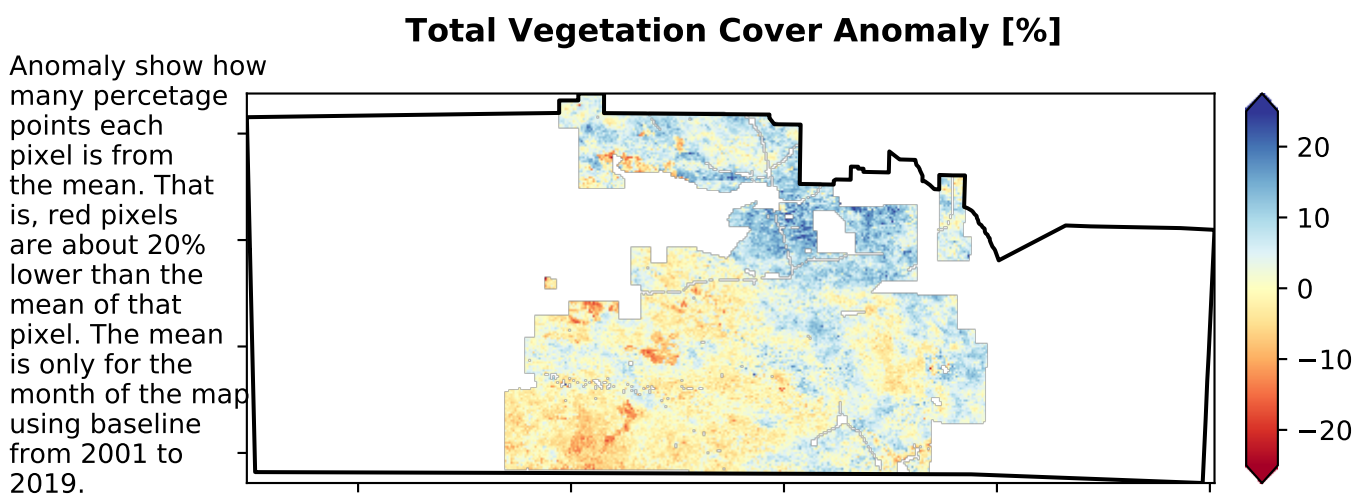 Total Vegetation Cover Anomaly [%]
Anomaly show how
many percetage
points each
pixel is from
the mean. That
is, red pixels
are about 20%
lower than the
mean of that
pixel. The mean
is only for the
month of the map
using baseline
from 2001 to
2019.
20
10
0
−10
−20